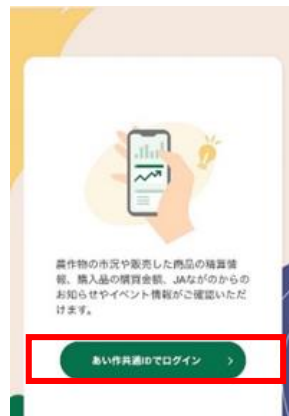 農作物の市況や販売した商品の精算情
報、購入品の購買金額、JAながのからの
お知らせやイベント情報がご確認いただ
けます。
あい作共通IDでログイン